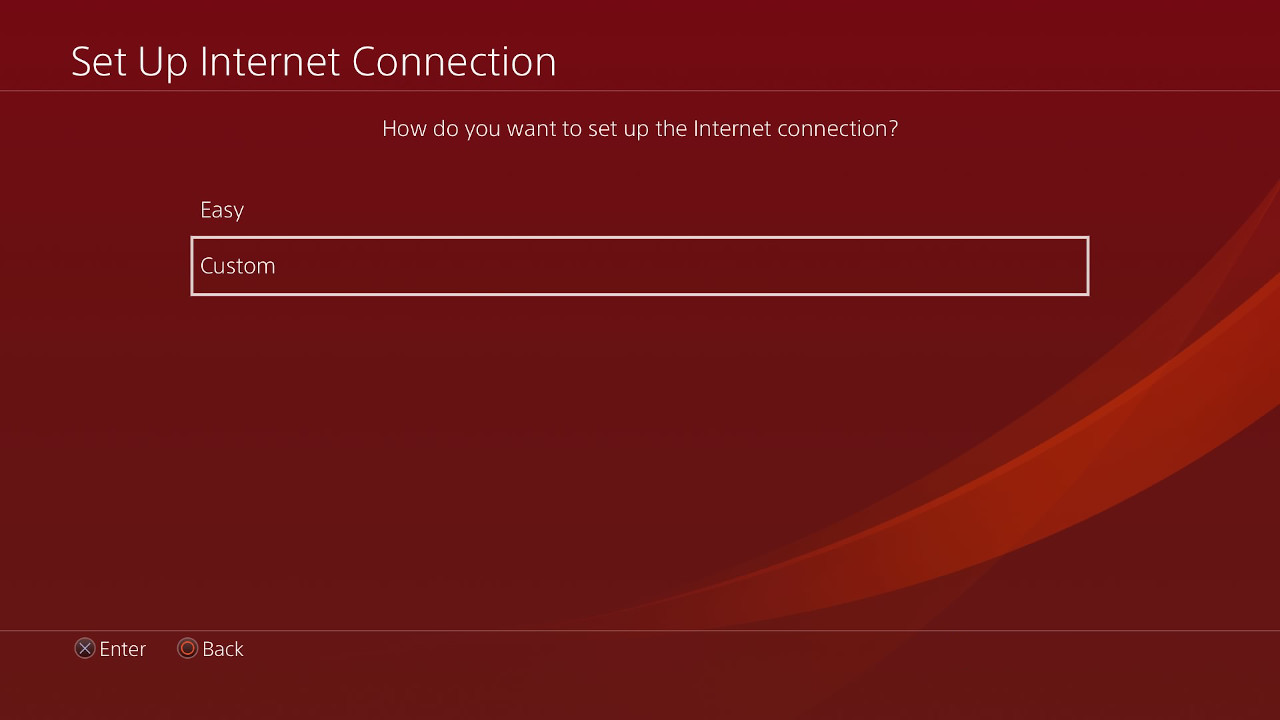 Set Up Internet Connection
How do you want to set up the Internet connection?
Easy
Custom
Enter Back